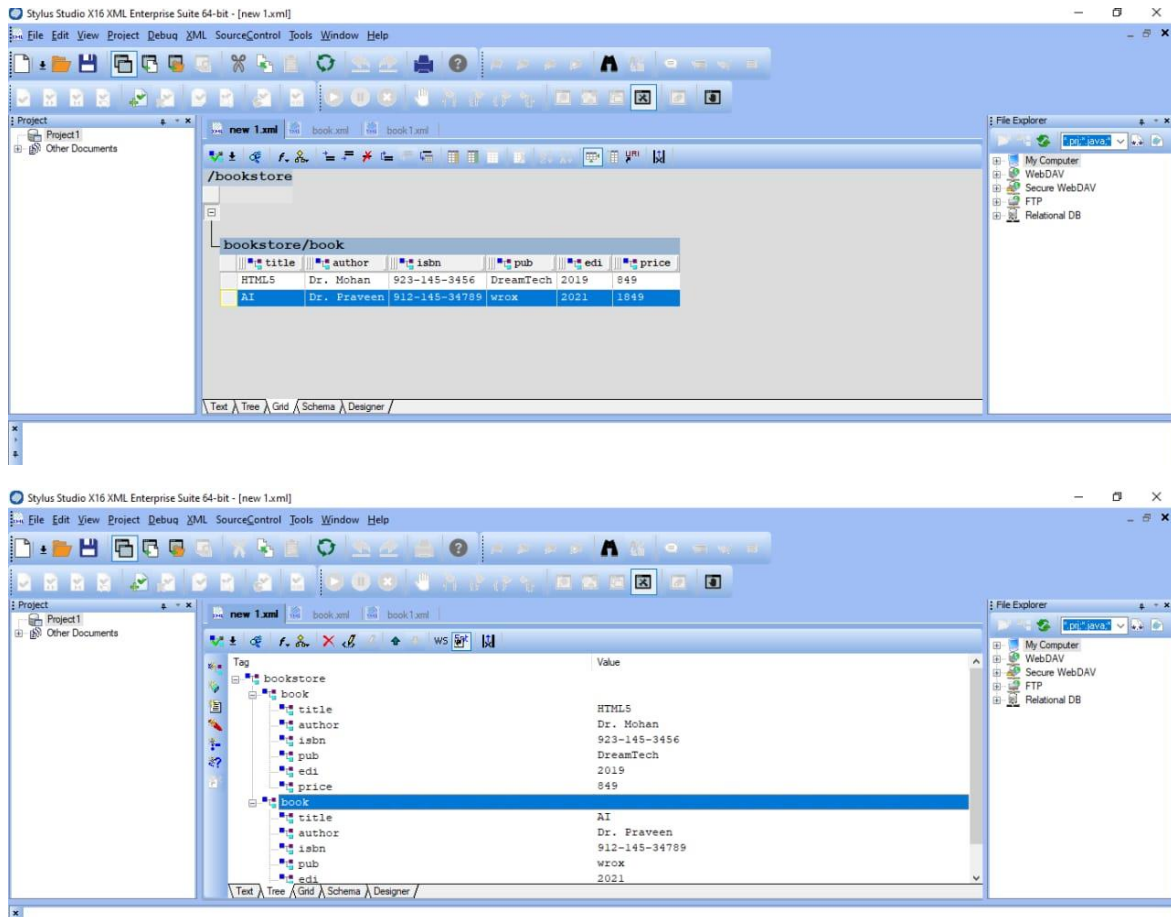 Stylus Studio X16 XML Enterprise Suite 64-bit - [new 1.xml]
File Edit View Project Debug XML SourceControl Tools Window Help
Project
Project1
Other Documents
new 1.xml book.xml book1.xml
/bookstore
bookstore/book
title author isbn pub edi price
HTML5 Dr. Mohan 923-145-3456 DreamTech 2019 849
AI Dr. Praveen 912-145-34789 wrox 2021 1849
Text Tree Grid Schema Designer
File Explorer
My Computer
WebDAV
Secure WebDAV
FTP
Relational DB
Stylus Studio X16 XML Enterprise Suite 64-bit - [new 1.xml]
File Edit View Project Debug XML SourceControl Tools Window Help
Project
Project1
Other Documents
new 1.xml book.xml book1.xml
WS
Tag Value
bookstore
book
title HTML5
author Dr. Mohan
isbn 923-145-3456
pub DreamTech
edi 2019
price 849
book
title AI
author Dr. Praveen
isbn 912-145-34789
pub wrox
edi 2021
Text Tree Grid Schema Designer
File Explorer
My Computer
WebDAV
Secure WebDAV
FTP
Relational DB